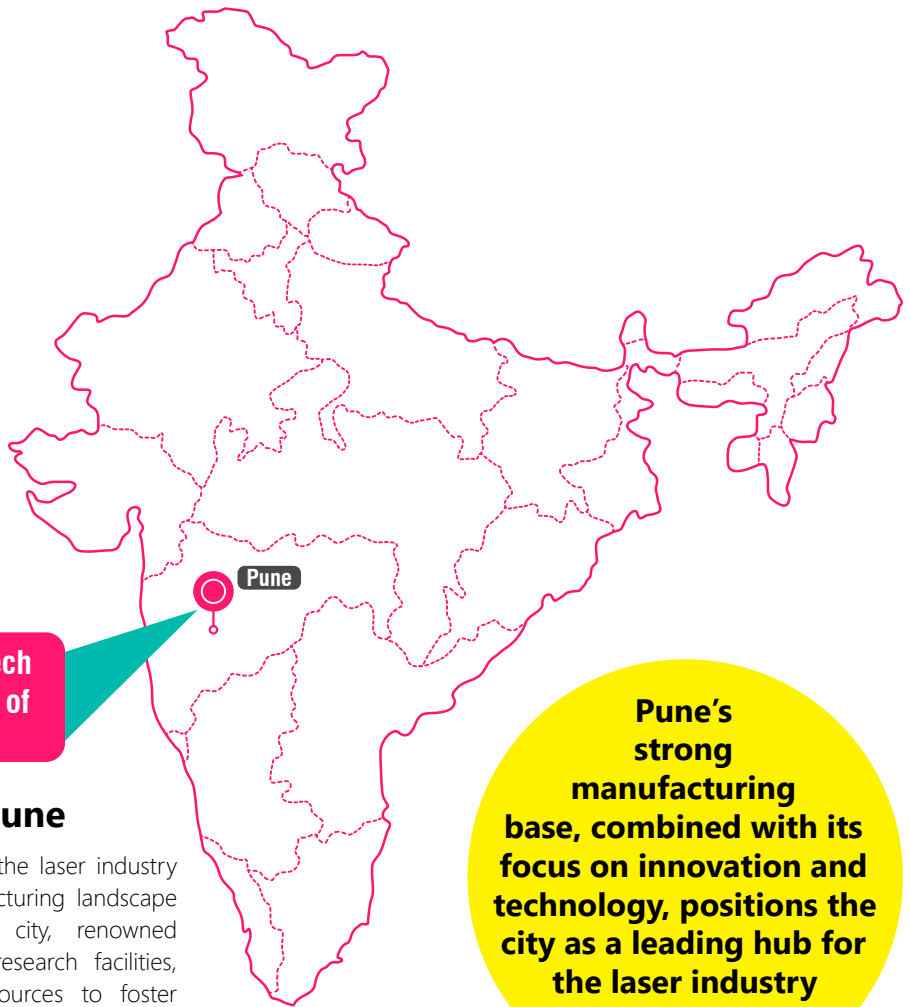 Pune
ech
of
une
the laser industry
cturing landscape
city, renowned
research facilities,
ources to foster
Pune’s
strong
manufacturing
base, combined with its
focus on innovation and
technology, positions the
city as a leading hub for
the laser industry